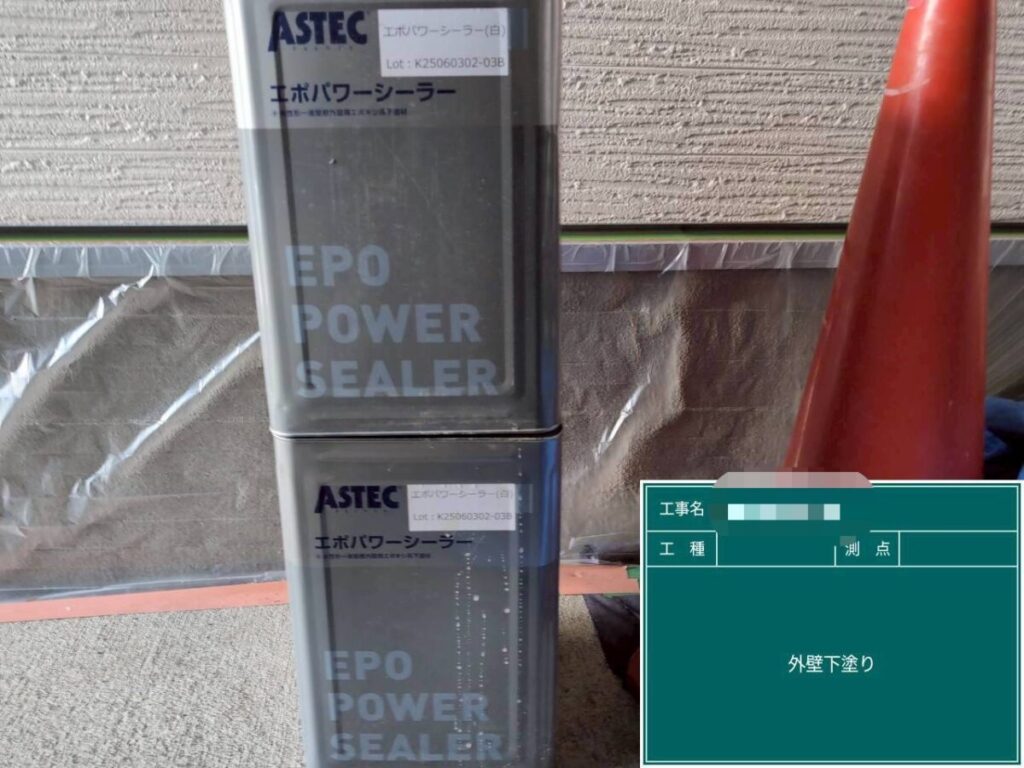 ASTEC
エポパワーシーラー(白)
Lot : K25060302-03B
エポパワーシーラー
EPO
POWER
SEALER
ASTEC
エポパワーシーラー(白)
Lot : K25060302-03B
エポパワーシーラー
EPO
POWER
SEALER
工事名
工 種
測 点
外壁下塗り